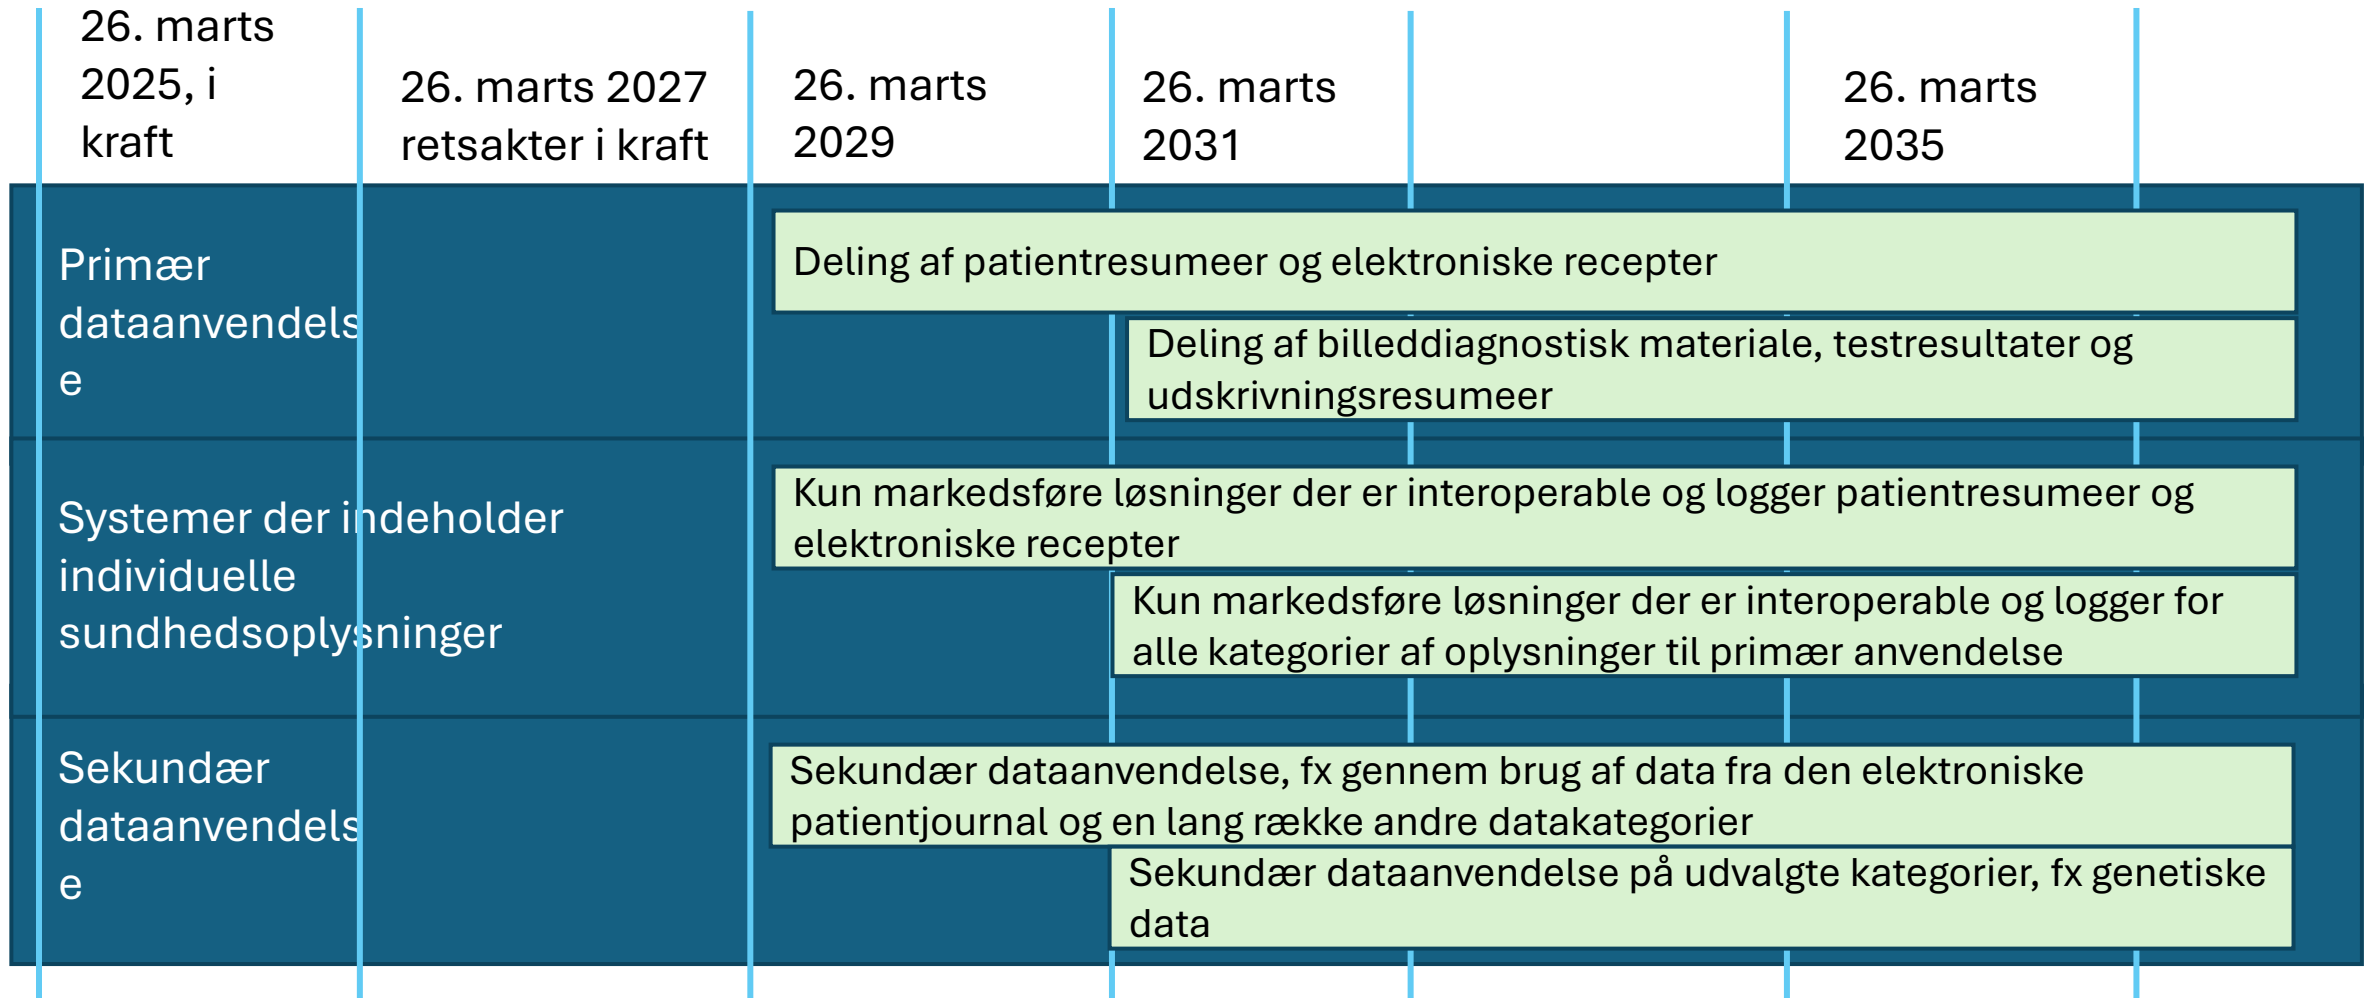 26. marts
2025, i
kraft
26. marts 2027
retsakter i kraft
26. marts
2029
26. marts
2031
26. marts
2035
Primær
dataanvendels
e
Deling af patientresumeer og elektroniske recepter
Deling af billeddiagnostisk materiale, testresultater og
udskrivningsresumeer
Systemer der indeholder
individuelle
sundhedsoplysninger
Kun markedsføre løsninger der er interoperable og logger patientresumeer og
elektroniske recepter
Kun markedsføre løsninger der er interoperable og logger for
alle kategorier af oplysninger til primær anvendelse
Sekundær
dataanvendels
e
Sekundær dataanvendelse, fx gennem brug af data fra den elektroniske
patientjournal og en lang række andre datakategorier
Sekundær dataanvendelse på udvalgte kategorier, fx genetiske
data